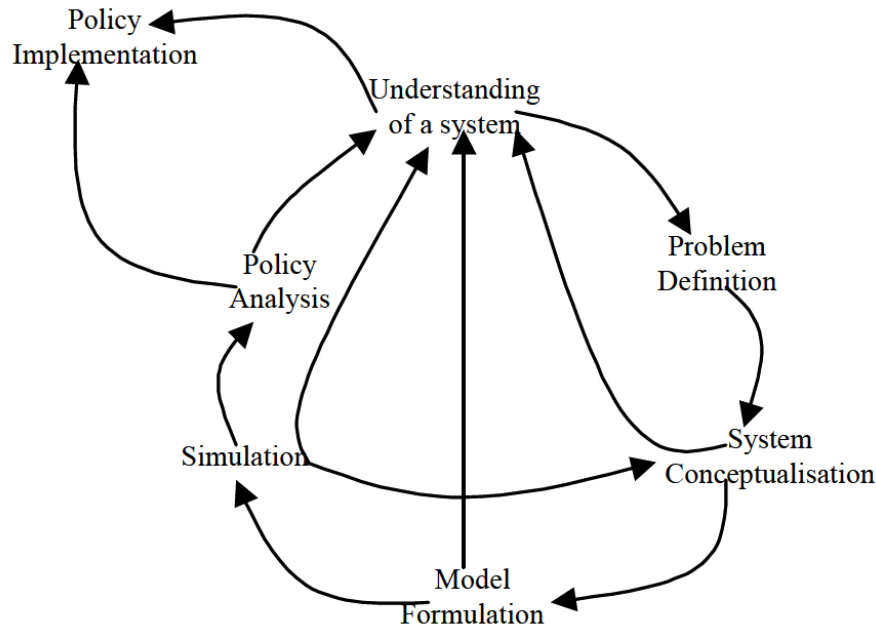 Policy
Implementation
Understanding
of a system
Problem
Definition
Policy
Analysis
System
Conceptualisation
Simulation
Model
Formulation